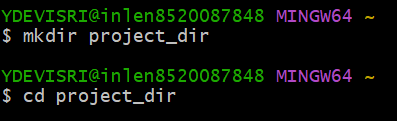 YDEVISRI@inlen8520087848 MINGW64 ~
$ mkdir project_dir
YDEVISRI@inlen8520087848 MINGW64 ~
$ cd project_dir